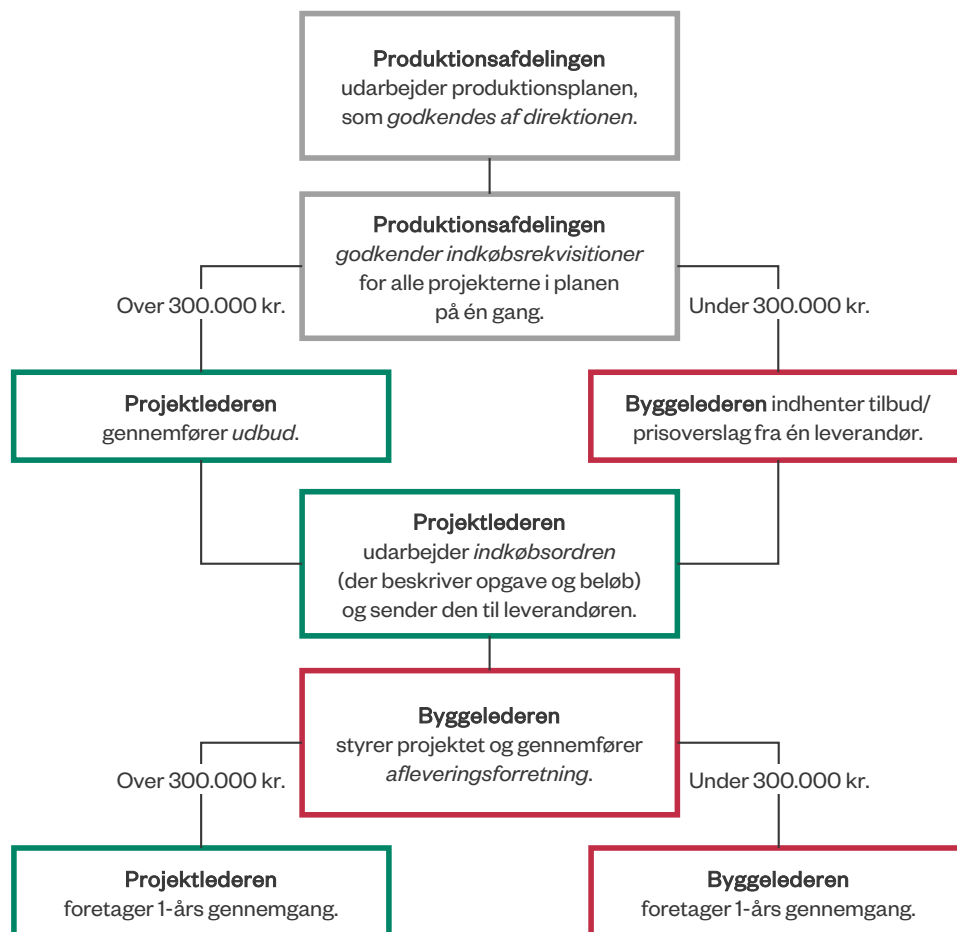 Produktionsafdelingen
udarbejder produktionsplanen,
som godkendes af direktionen.
Produktionsafdelingen
godkender indkøbsrekvisitioner
for alle projekterne i planen
på én gang.
Over 300.000 kr.
Under 300.000 kr.
Projektlederen
gennemfører udbud.
Byggelederen indhenter tilbud/
prisoverslag fra én leverandør.
Projektlederen
udarbejder indkøbsordren
(der beskriver opgave og beløb)
og sender den til leverandøren.
Byggelederen
styrer projektet og gennemfører
afleveringsforretning.
Over 300.000 kr.
Under 300.000 kr.
Projektlederen
foretager 1-års gennemgang.
Byggelederen
foretager 1-års gennemgang.